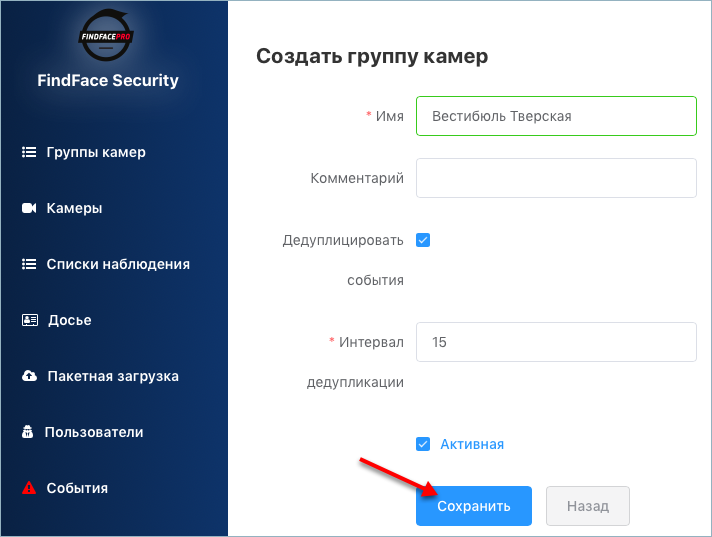 FINDFACEPRO
FindFace Security
Группы камер
Камеры
Списки наблюдения
Досье
Пакетная загрузка
Пользователи
События
Создать группу камер
* Имя
Вестибюль Тверская
Комментарий
Дедуплицировать
события
* Интервал
дедупликации
15
Активная
Сохранить
Назад